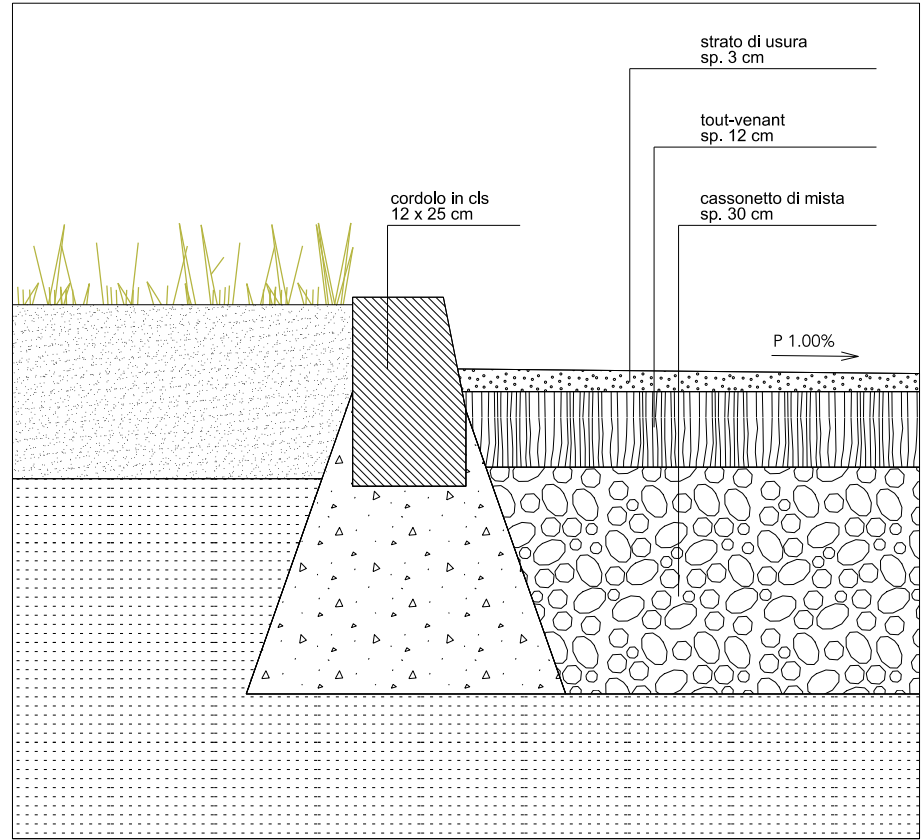 strato di usura
sp. 3 cm
tout-venant
sp. 12 cm
cordolo in cls
12 x 25 cm
cassonetto di mista
sp. 30 cm
P 1.00%